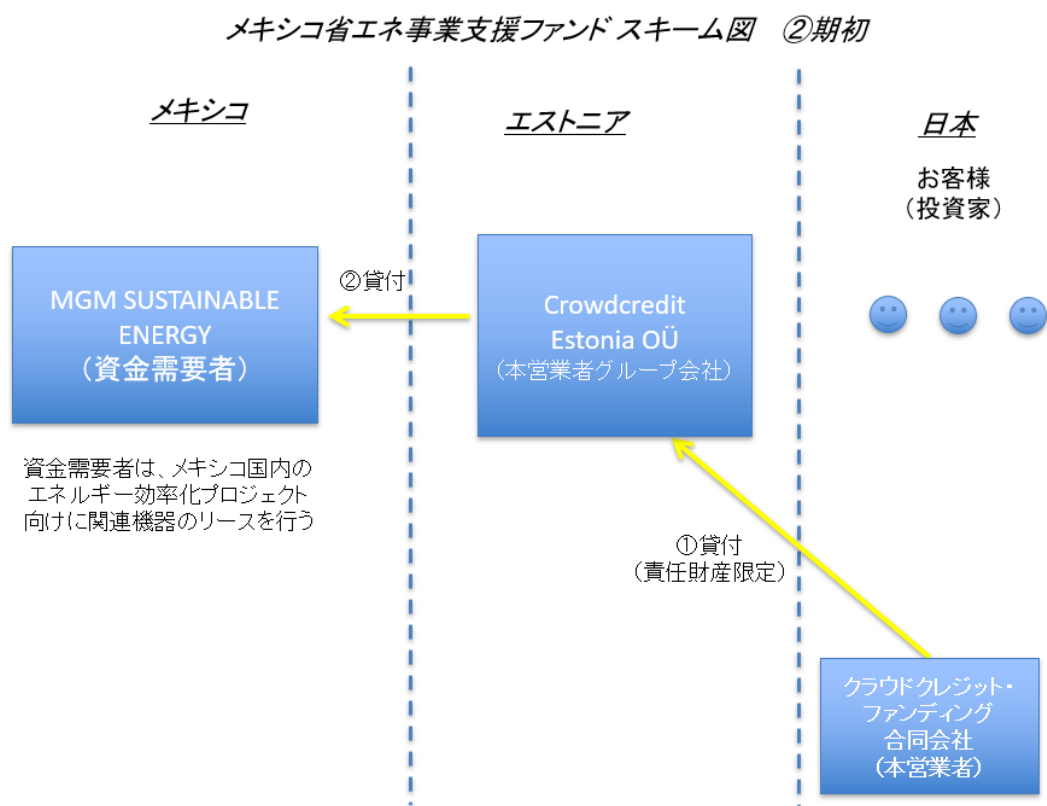 メキシコ省エネ事業支援ファンド スキーム図　②期初
メキシコ
エストニア
日本
お客様
（投資家）
MGM SUSTAINABLE
ENERGY
（資金需要者）
②貸付
Crowdcredit
Estonia OÜ
（本営業者グループ会社）
資金需要者は、メキシコ国内の
エネルギー効率化プロジェクト
向けに関連機器のリースを行う
①貸付
（責任財産限定）
クラウドクレジット・
ファンディング
合同会社
（本営業者）